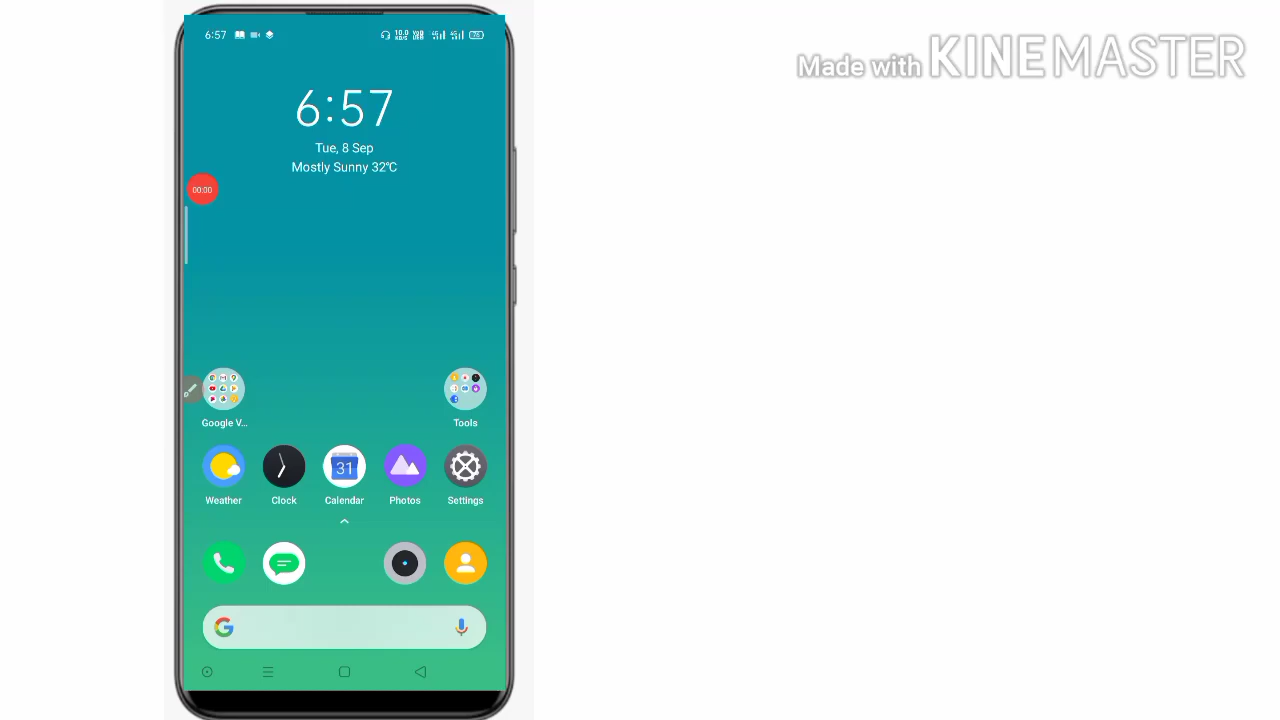 6:57
76
Made with KINEMASTER
6:57
Tue, 8 Sep
Mostly Sunny 32℃
00:00
Google V...
Tools
31
Weather
Clock
Calendar
Photos
Settings
G